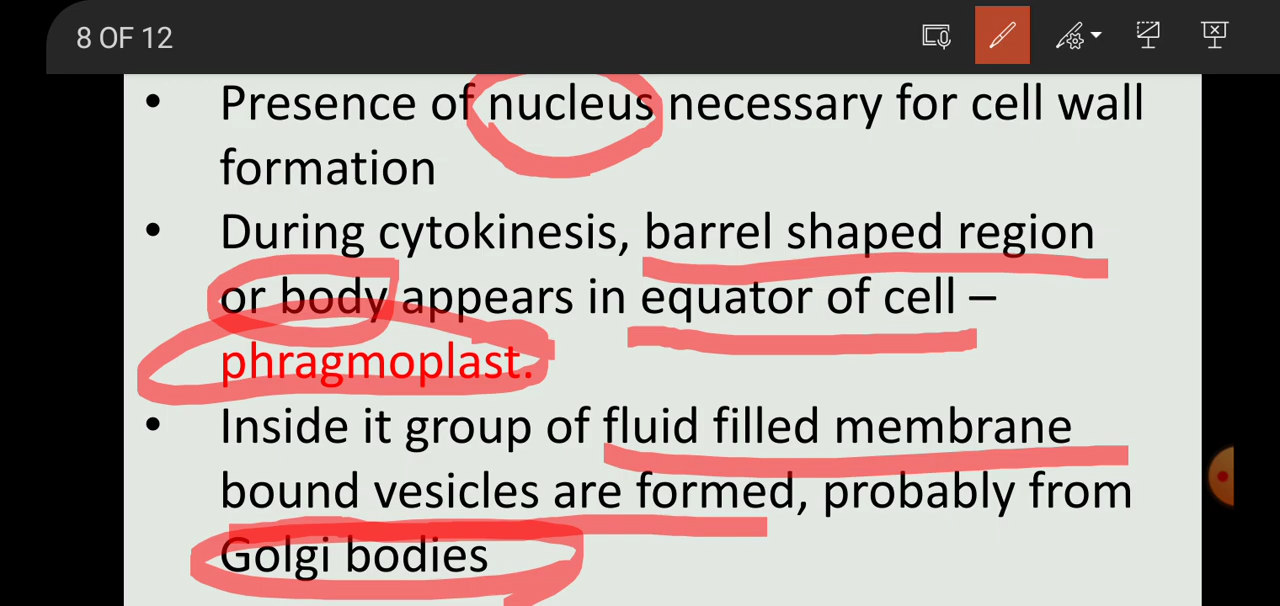 8 OF 12
• Presence of nucleus necessary for cell wall
formation
• During cytokinesis, barrel shaped region
or body appears in equator of cell –
phragmoplast.
• Inside it group of fluid filled membrane
bound vesicles are formed, probably from
Golgi bodies